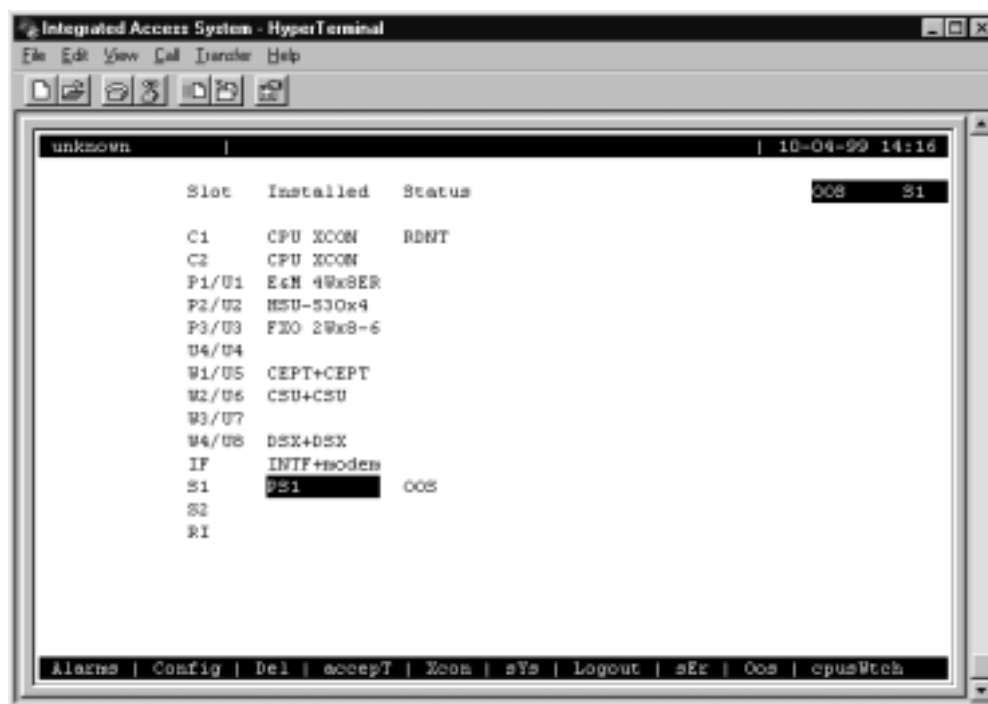 Integrated Access System - HyperTerminal
File Edit View Call Transfer Help
unknown | | 10-04-99 14:16
Slot Installed Status OOS S1
C1 CPU XCON RDNT
C2 CPU XCON
P1/U1 E&M 4Wx8ER
P2/U2 HSU-530x4
P3/U3 FXO 2Wx8-6
U4/U4
W1/U5 CEPT+CEPT
W2/U6 CSU+CSU
W3/U7
W4/U8 DSX+DSX
IF INTF+modem
S1 PS1 OOS
S2
RI
Alarms | Config | Del | accepT | Xcon | sYs | Logout | sEr | Oos | cpusWtch